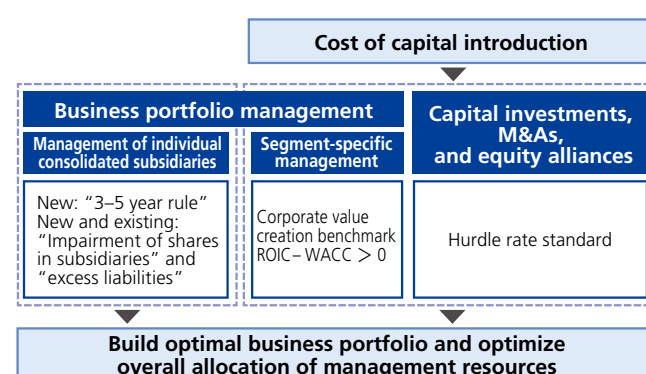 Cost of capital introduction
Business portfolio management
Management of individual
consolidated subsidiaries
New: “3–5 year rule”
New and existing:
“Impairment of shares
in subsidiaries” and
“excess liabilities”
Segment-specific
management
Corporate value
creation benchmark
ROIC–WACC > 0
Capital investments,
M&As,
and equity alliances
Hurdle rate standard
Build optimal business portfolio and optimize
overall allocation of management resources